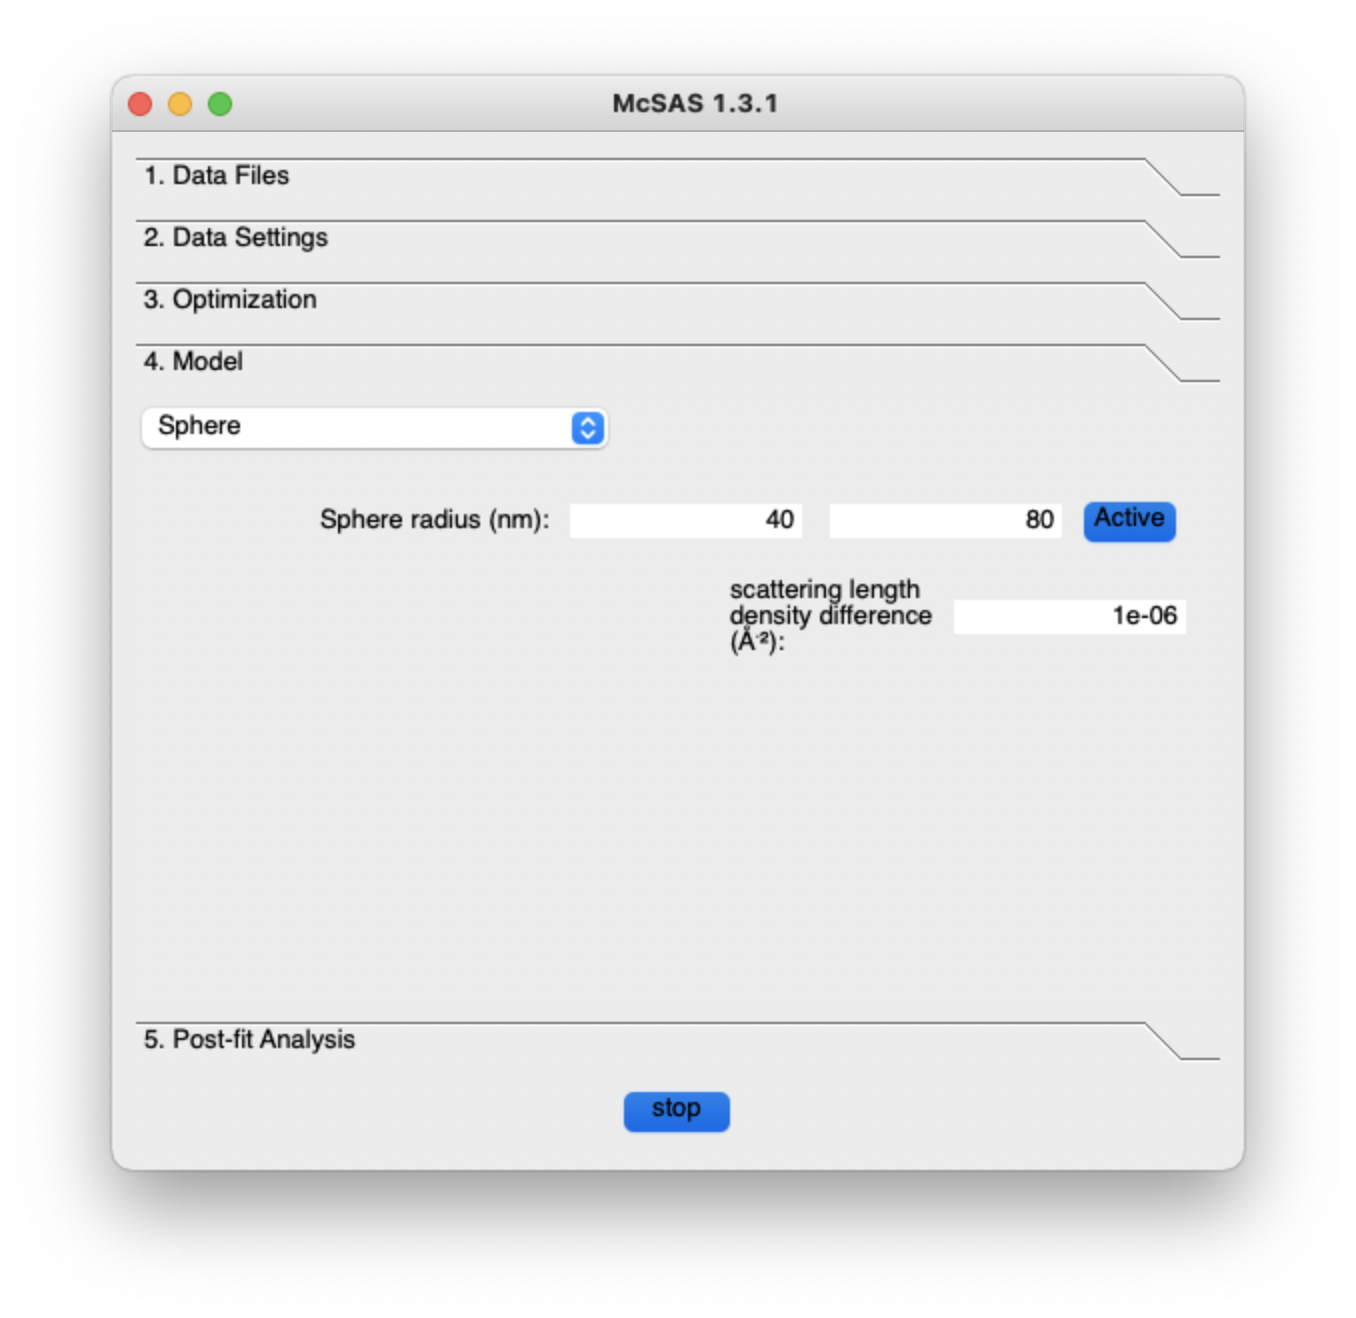 McSAS 1.3.1
1. Data Files
2. Data Settings
3. Optimization
4. Model
Sphere
Sphere radius (nm): 40 80 Active
scattering length
density difference 1e-06
(Å⁻²):
5. Post-fit Analysis
stop